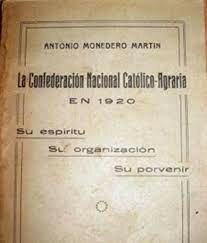 ANTONIO MONEDERO MARTIN
La Confederación Nacional Católico-Agraria
EN 1920
Su espíritu
Su organización
Su porvenir